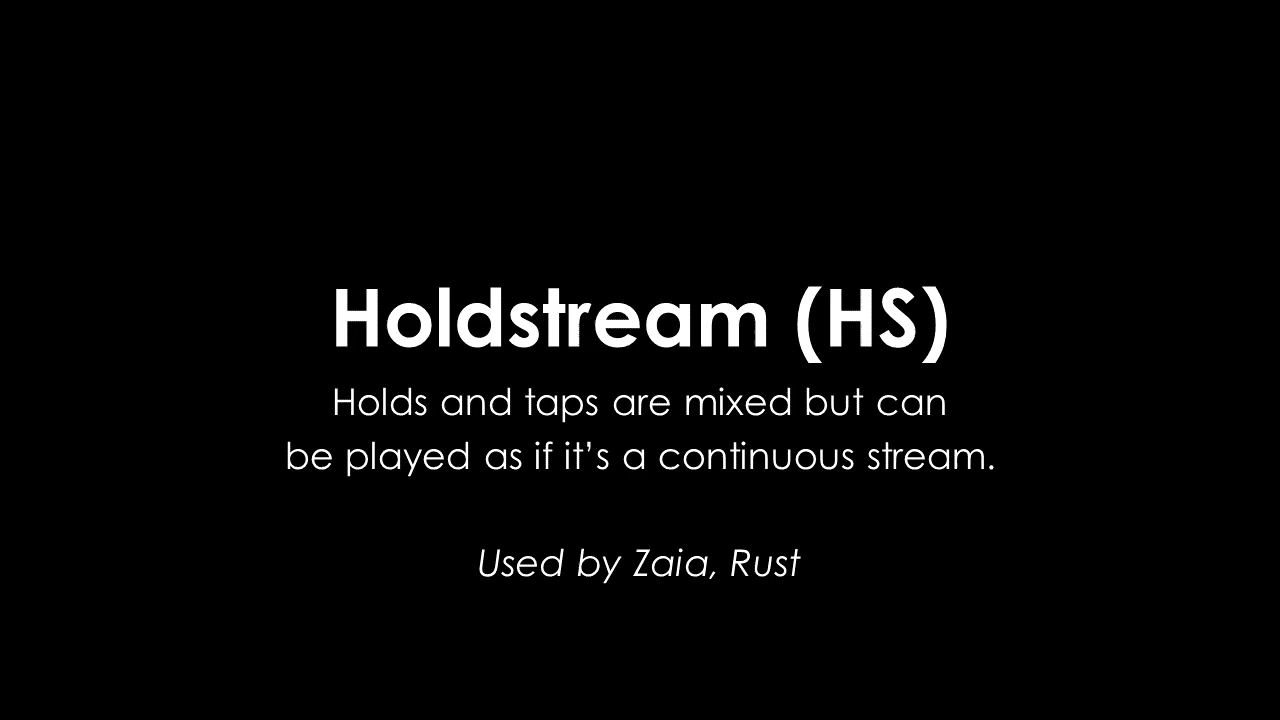 Holdstream (HS)
Holds and taps are mixed but can
be played as if it’s a continuous stream.
Used by Zaia, Rust